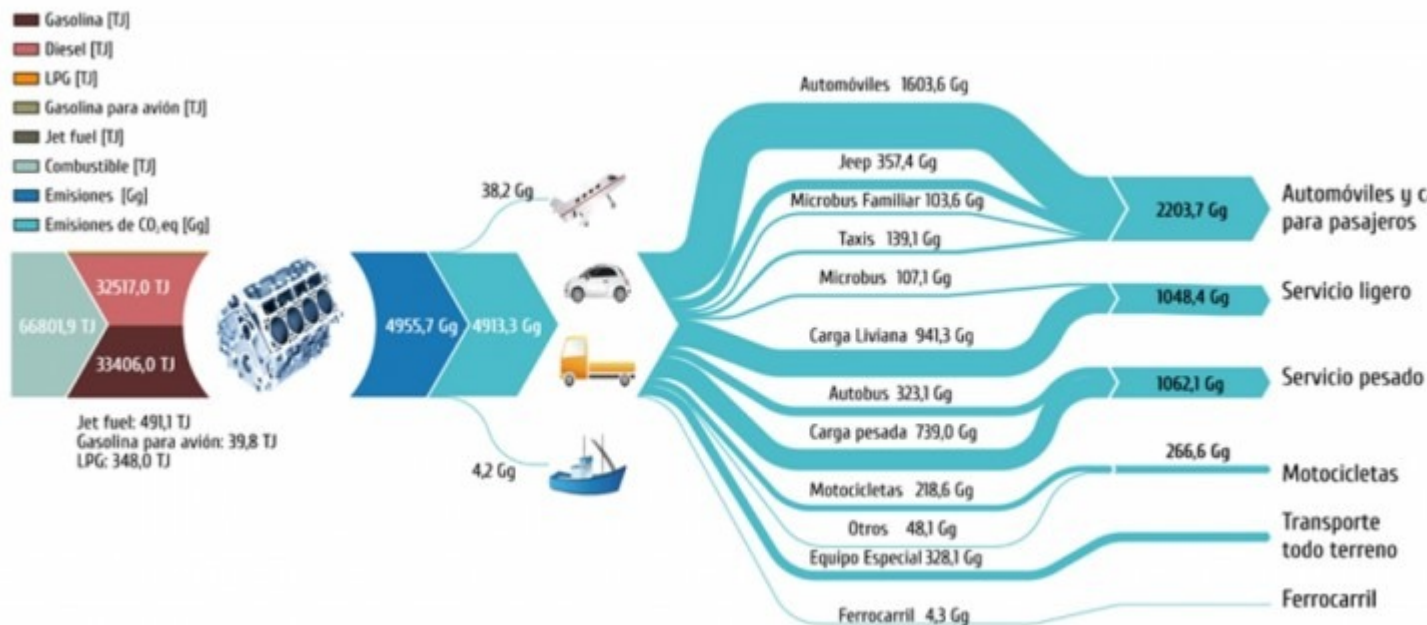 Gasolina [TJ]
Diesel [TJ]
LPG [TJ]
Gasolina para avión [TJ]
Jet fuel [TJ]
Combustible [TJ]
Emisiones [Gg]
Emisiones de CO₂eq [Gg]
66801,9 TJ
32517,0 TJ
33406,0 TJ
Jet fuel: 491,1 TJ
Gasolina para avión: 39,8 TJ
LPG: 348,0 TJ
4955,7 Gg
4913,3 Gg
38,2 Gg
4,2 Gg
Automóviles 1603,6 Gg
Jeep 357,4 Gg
Microbus Familiar 103,6 Gg
Taxis 139,1 Gg
Microbus 107,1 Gg
Carga Liviana 941,3 Gg
Autobus 323,1 Gg
Carga pesada 739,0 Gg
Motocicletas 218,6 Gg
Otros 48,1 Gg
Equipo Especial 328,1 Gg
Ferrocarril 4,3 Gg
2203,7 Gg
Automóviles y c
para pasajeros
1048,4 Gg
Servicio ligero
1062,1 Gg
Servicio pesado
266,6 Gg
Motocicletas
Transporte
todo terreno
Ferrocarril